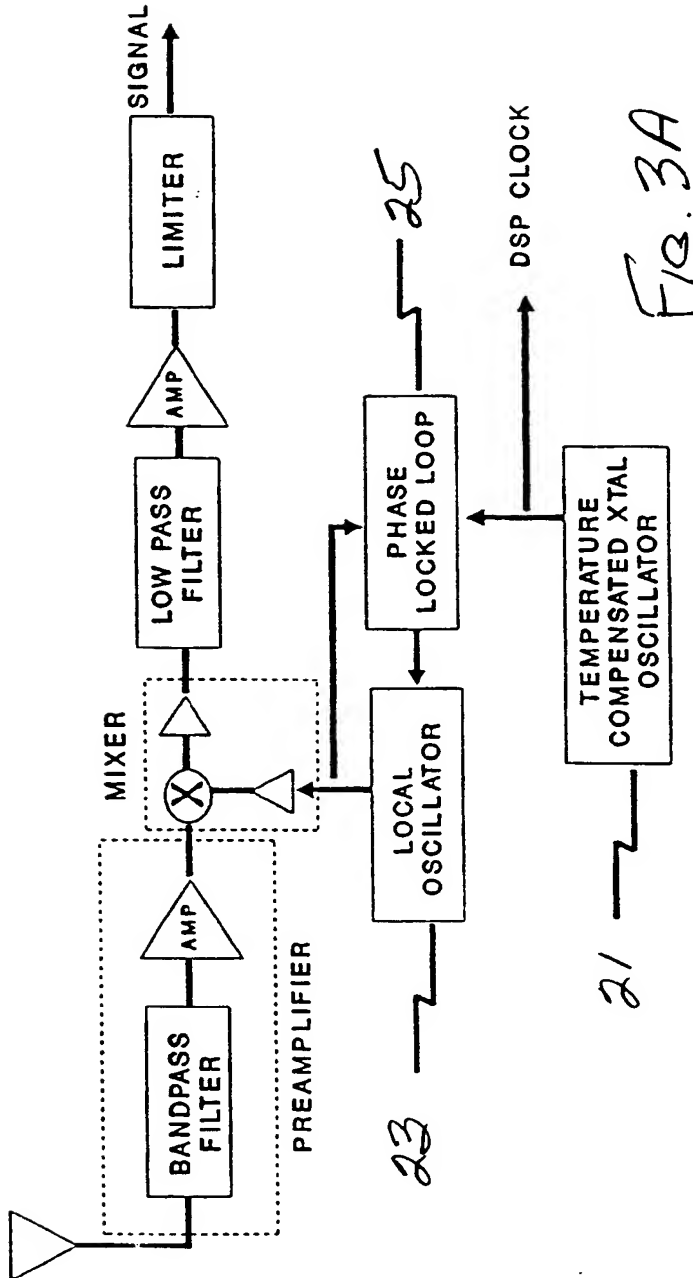 BANDPASS
FILTER
AMP
PREAMPLIFIER
MIXER
X
LOW PASS
FILTER
AMP
LIMITER
SIGNAL
LOCAL
OSCILLATOR
23
PHASE
LOCKED LOOP
25
TEMPERATURE
COMPENSATED XTAL
OSCILLATOR
21
DSP CLOCK
FIG. 3A